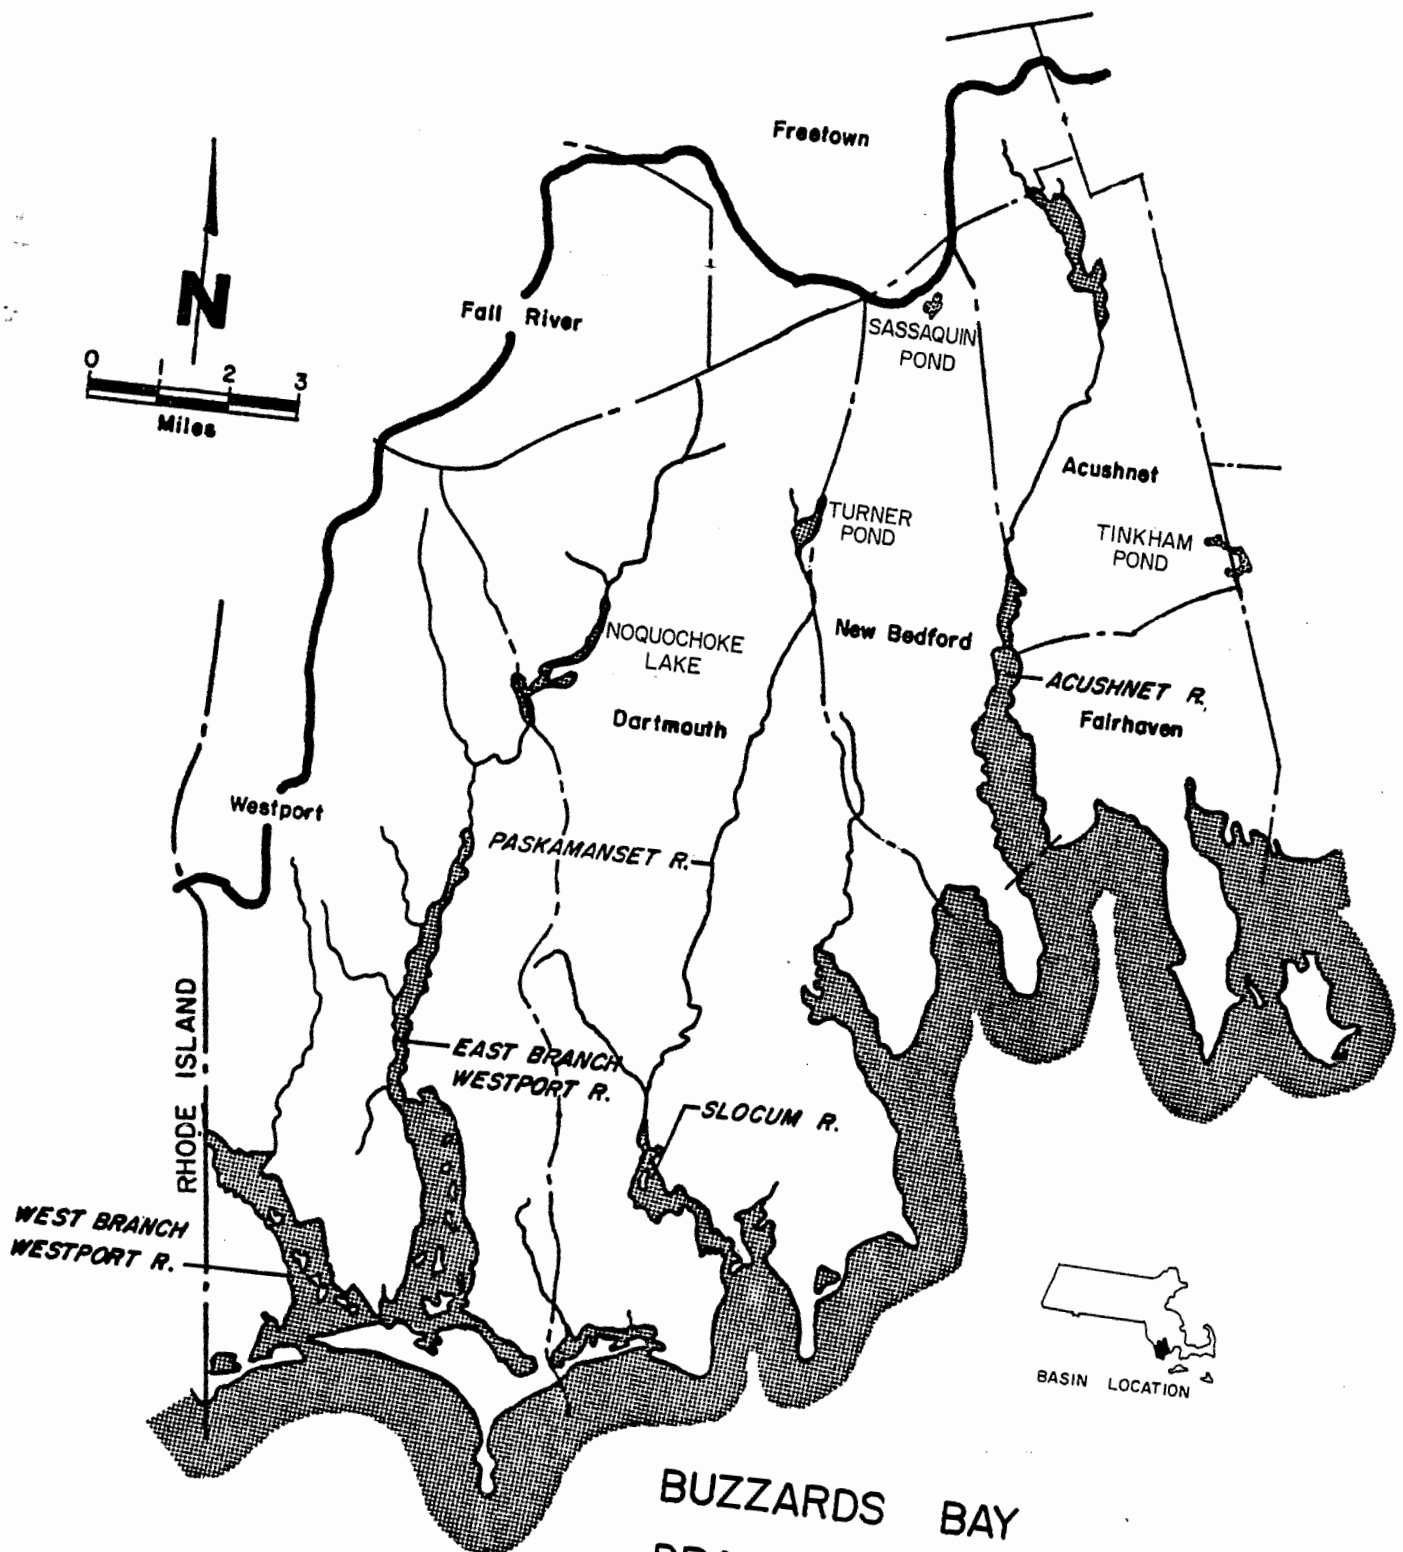 Freetown
N
Fall River
0 1 2 3
Miles
SASSAQUIN
POND
Acushnet
TURNER
POND
TINKHAM
POND
NOQUOCHOKE
LAKE
New Bedford
ACUSHNET R.
Dartmouth
Fairhaven
Westport
PASKAMANSET R.
RHODE ISLAND
EAST BRANCH
WESTPORT R.
SLOCUM R.
WEST BRANCH
WESTPORT R.
BASIN LOCATION
BUZZARDS BAY